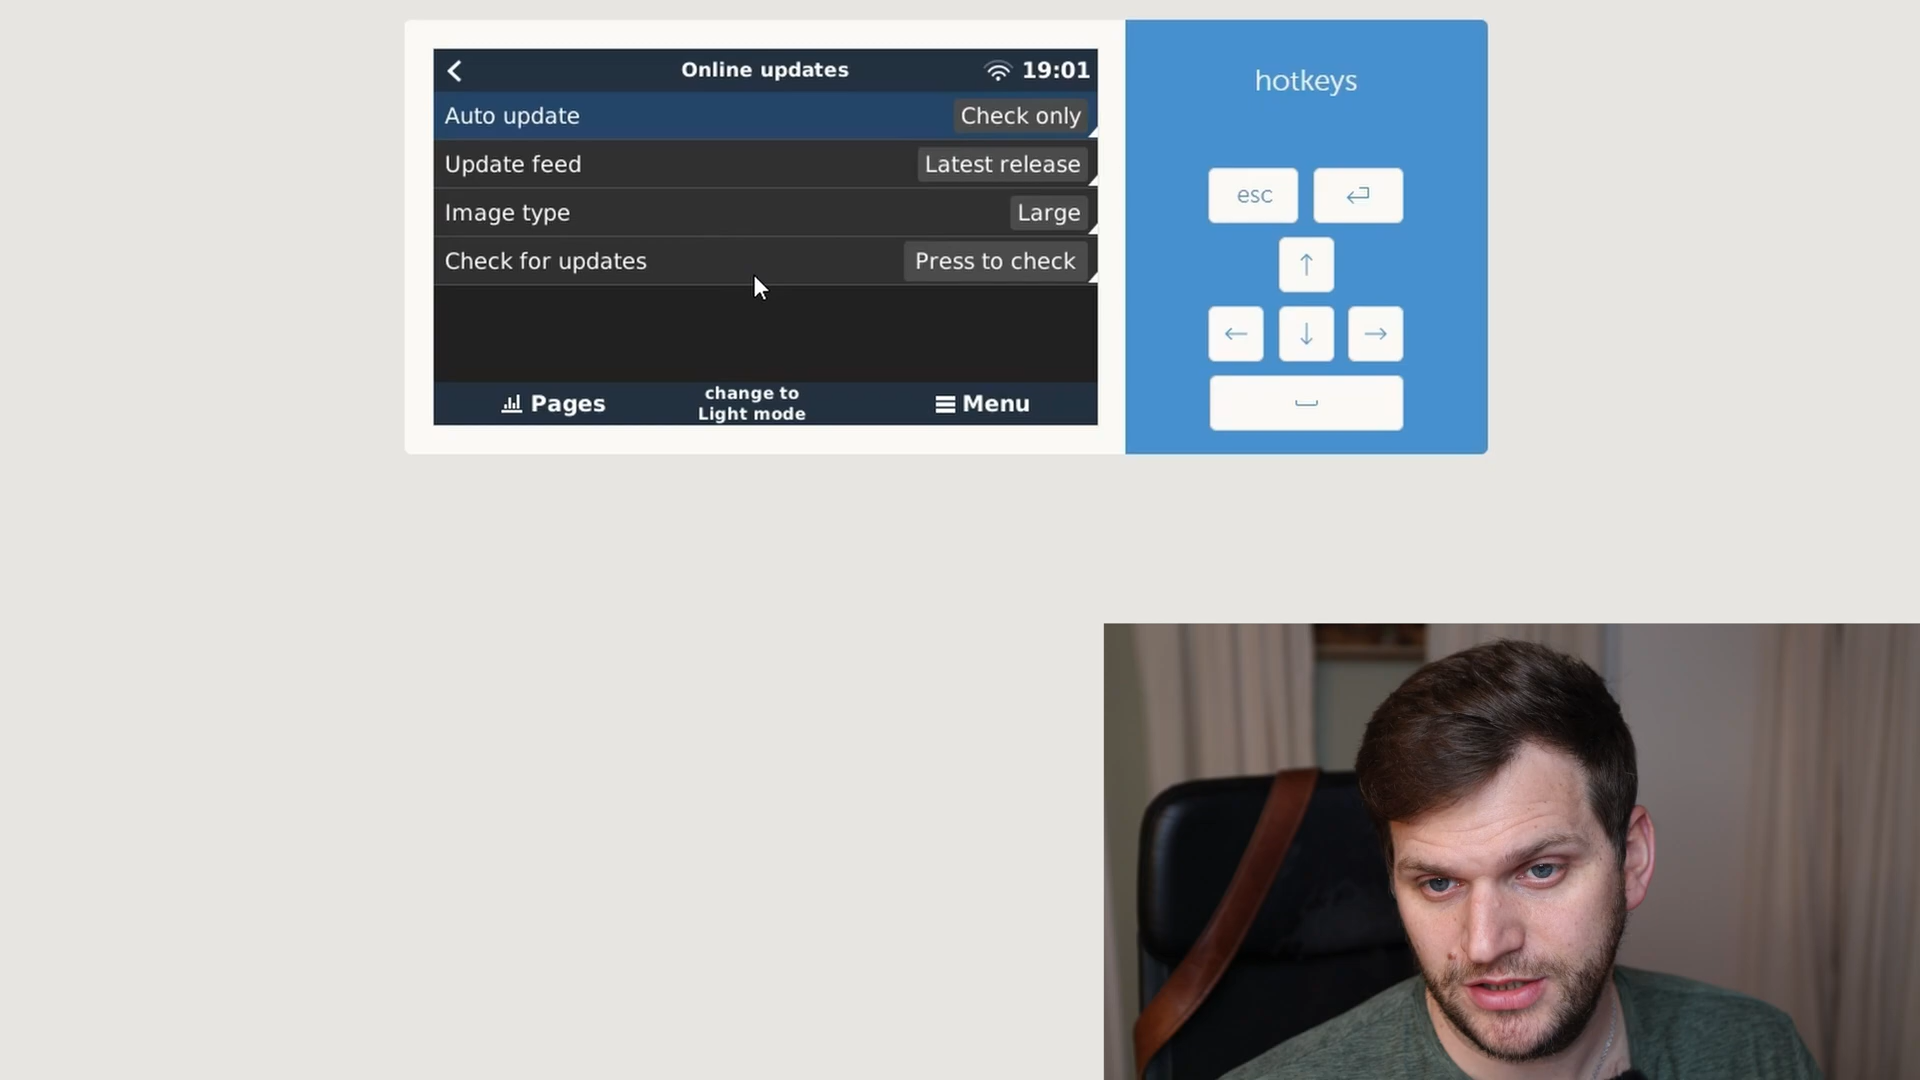 Online updates
19:01
Auto update
Check only
Update feed
Latest release
Image type
Large
Check for updates
Press to check
Pages
change to
Light mode
Menu
hotkeys
esc